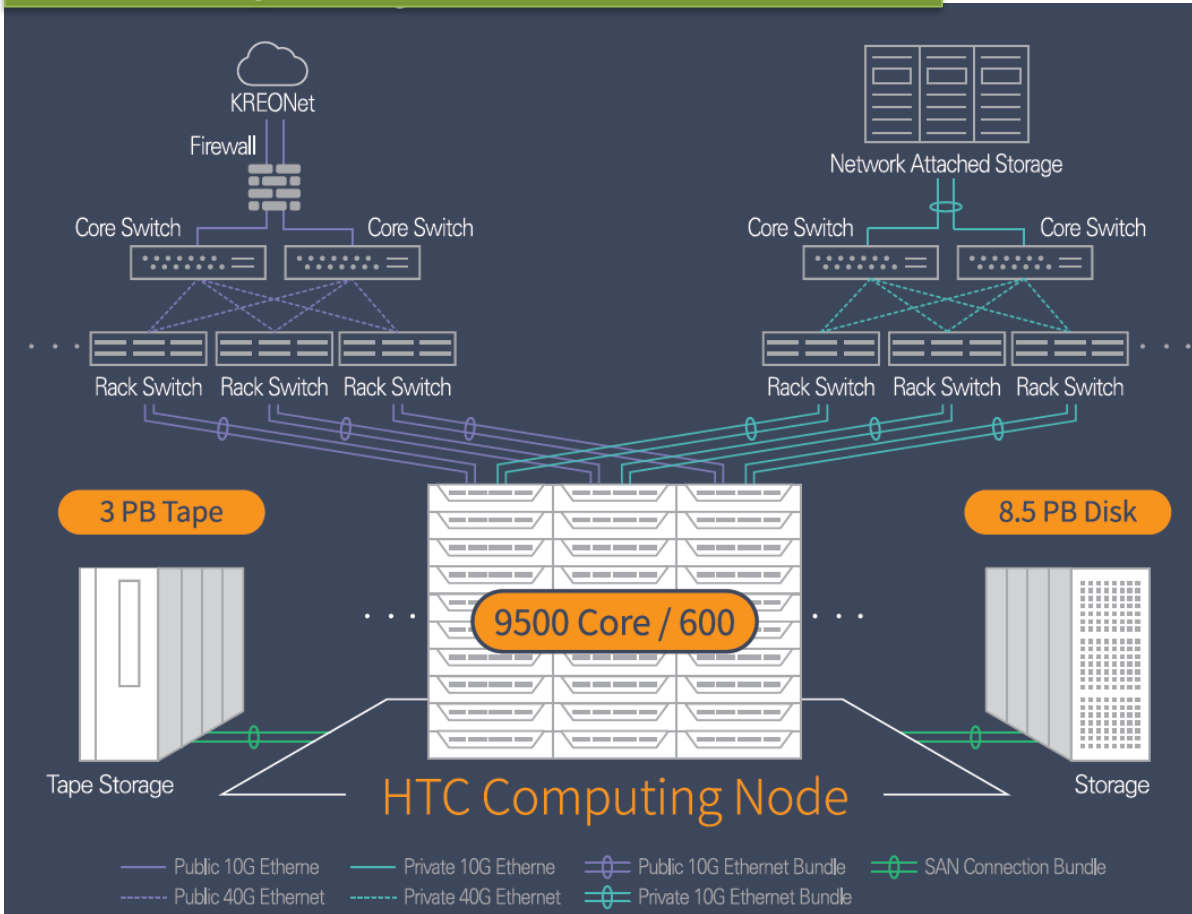 KREONet
Firewall
Network Attached Storage
Core Switch
Core Switch
Core Switch
Core Switch
Rack Switch
Rack Switch
Rack Switch
Rack Switch
Rack Switch
Rack Switch
3 PB Tape
8.5 PB Disk
9500 Core / 600
Tape Storage
Storage
HTC Computing Node
Public 10G Etherne
Private 10G Etherne
Public 10G Ethernet Bundle
SAN Connection Bundle
Public 40G Ethernet
Private 40G Ethernet
Private 10G Ethernet Bundle